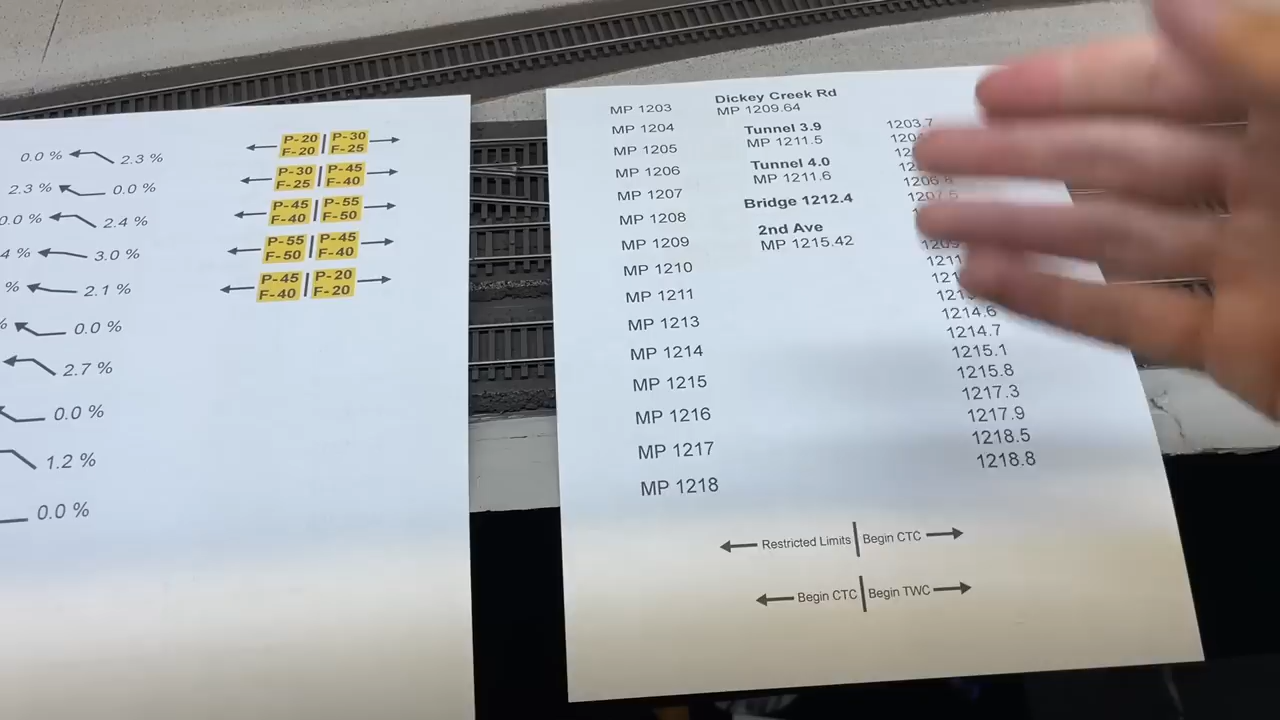 0.0 % 2.3 %
2.3 % 0.0 %
0.0 % 2.4 %
4 % 3.0 %
% 2.1 %
% 0.0 %
2.7 %
0.0 %
1.2 %
0.0 %
P-20 P-30
F-20 F-25
P-30 P-45
F-25 F-40
P-45 P-55
F-40 F-50
P-55 P-45
F-50 F-40
P-45 P-20
F-40 F-20
MP 1203
MP 1204
MP 1205
MP 1206
MP 1207
MP 1208
MP 1209
MP 1210
MP 1211
MP 1213
MP 1214
MP 1215
MP 1216
MP 1217
MP 1218
Dickey Creek Rd
MP 1209.64
Tunnel 3.9
MP 1211.5
Tunnel 4.0
MP 1211.6
Bridge 1212.4
2nd Ave
MP 1215.42
1203.7
1206.8
1207.5
1214.6
1214.7
1215.1
1215.8
1217.3
1217.9
1218.5
1218.8
Restricted Limits Begin CTC
Begin CTC Begin TWC